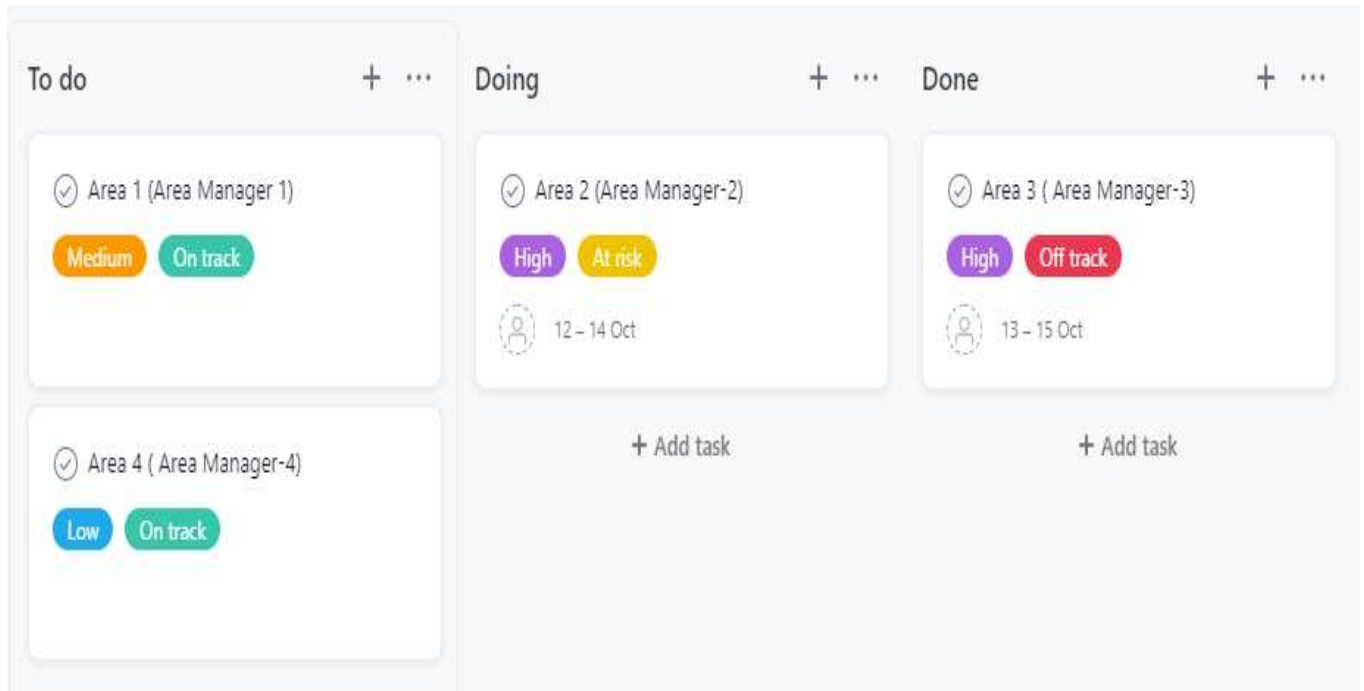 To do + ...
Area 1 (Area Manager 1)
Medium On track
Area 4 ( Area Manager-4)
Low On track
Doing + ...
Area 2 (Area Manager-2)
High At risk
12 – 14 Oct
+ Add task
Done + ...
Area 3 ( Area Manager-3)
High Off track
13 – 15 Oct
+ Add task